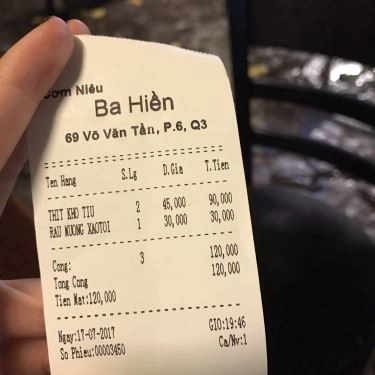 Cơm Niêu
Ba Hiền
69 Võ Văn Tần, P.6, Q3
Ten Hang S.Lg D.Gia T.Tien
THIT KHO TIU 2 45,000 90,000
RAU MUONG XAOTOI 1 30,000 30,000
Cong: 3 120,000
Tong Cong 120,000
Tien Mat:120,000
Ngay:17-07-2017 GIO:19:46
So Phieu:00003450 Ca/Nv:1